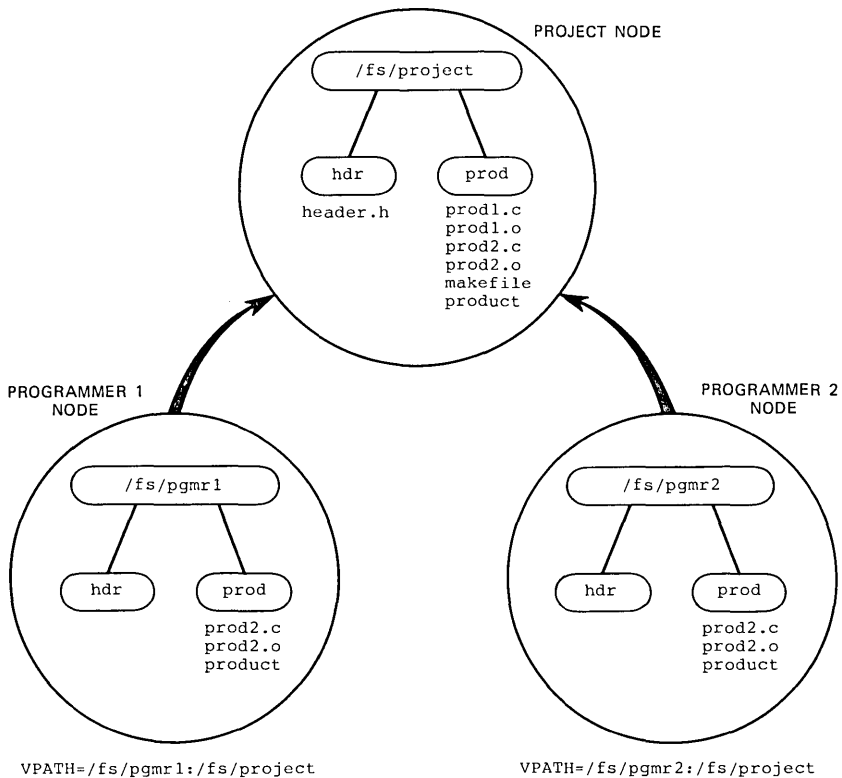 PROJECT NODE
/fs/project
hdr
prod
header.h
prod1.c
prod1.o
prod2.c
prod2.o
makefile
product
PROGRAMMER 1
NODE
/fs/pgmr1
hdr
prod
prod2.c
prod2.o
product
VPATH=/fs/pgmr1:/fs/project
PROGRAMMER 2
NODE
/fs/pgmr2
hdr
prod
prod2.c
prod2.o
product
VPATH=/fs/pgmr2:/fs/project